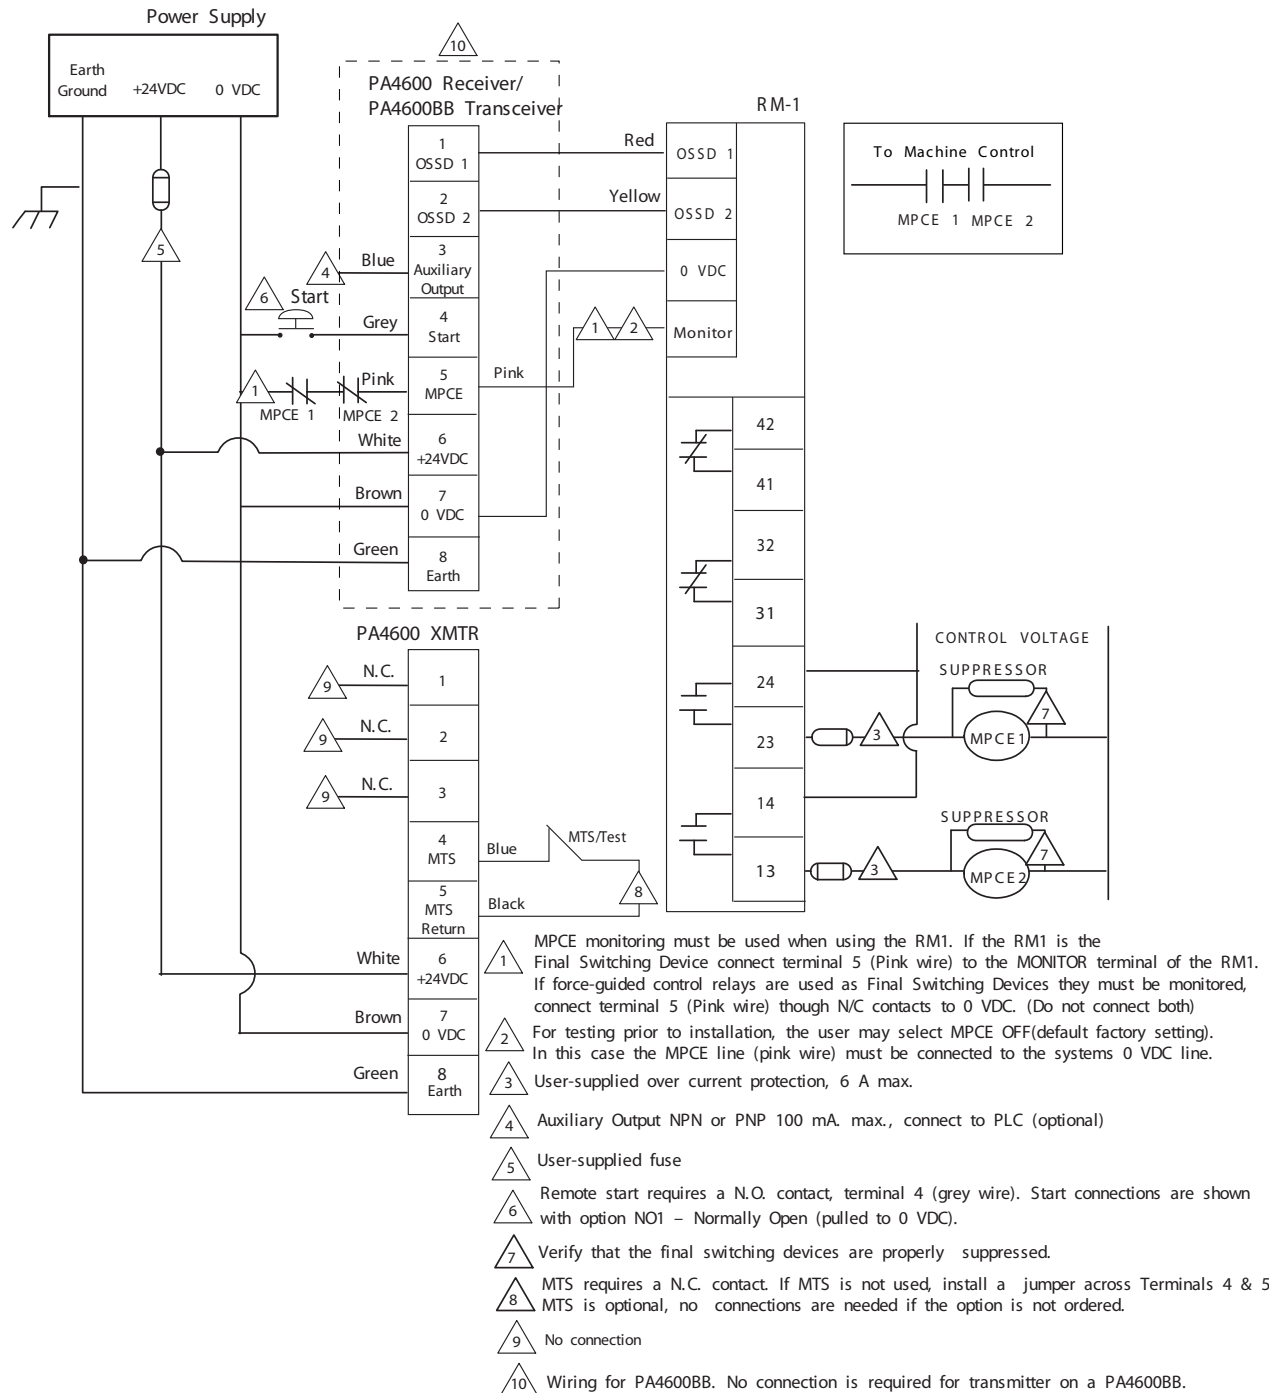 Power Supply
Earth
Ground
+24VDC
0 VDC
10
PA4600 Receiver/
PA4600BB Transceiver
1
OSSD 1
2
OSSD 2
3
Auxiliary
Output
4
Start
5
MPCE
6
+24VDC
7
0 VDC
8
Earth
5
4
Blue
6
Start
Grey
1
Pink
MPCE 1
MPCE 2
White
Brown
Green
Red
Yellow
Pink
1
2
RM-1
OSSD 1
OSSD 2
0 VDC
Monitor
42
41
32
31
24
23
14
13
To Machine Control
MPCE 1 MPCE 2
CONTROL VOLTAGE
SUPPRESSOR
7
3
MPCE1
SUPPRESSOR
7
3
MPCE2
PA4600 XMTR
9
N.C.
1
9
N.C.
2
9
N.C.
3
4
MTS
Blue
MTS/Test
5
MTS
Return
Black
8
White
6
+24VDC
Brown
7
0 VDC
Green
8
Earth
1
MPCE monitoring must be used when using the RM1. If the RM1 is the
Final Switching Device connect terminal 5 (Pink wire) to the MONITOR terminal of the RM1.
If force-guided control relays are used as Final Switching Devices they must be monitored,
connect terminal 5 (Pink wire) though N/C contacts to 0 VDC. (Do not connect both)
2
For testing prior to installation, the user may select MPCE OFF(default factory setting).
In this case the MPCE line (pink wire) must be connected to the systems 0 VDC line.
3
User-supplied over current protection, 6 A max.
4
Auxiliary Output NPN or PNP 100 mA. max., connect to PLC (optional)
5
User-supplied fuse
6
Remote start requires a N.O. contact, terminal 4 (grey wire). Start connections are shown
with option NO1 – Normally Open (pulled to 0 VDC).
7
Verify that the final switching devices are properly suppressed.
8
MTS requires a N.C. contact. If MTS is not used, install a jumper across Terminals 4 & 5
MTS is optional, no connections are needed if the option is not ordered.
9
No connection
10
Wiring for PA4600BB. No connection is required for transmitter on a PA4600BB.